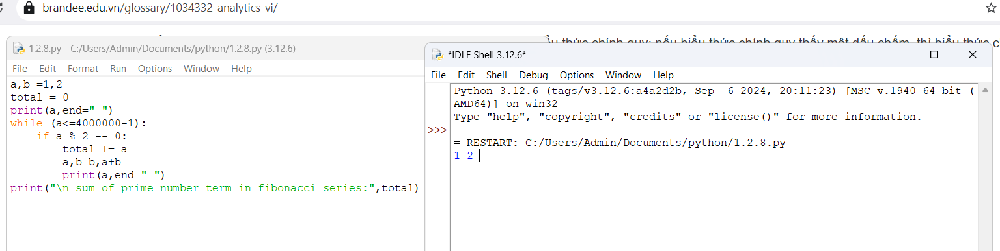 brandee.edu.vn/glossary/1034332-analytics-vi/
thức chính quy: nếu biểu thức chính quy thấy một dấu chấm, thì biểu thức c
1.2.8.py - C:/Users/Admin/Documents/python/1.2.8.py (3.12.6)
File Edit Format Run Options Window Help
a,b =1,2
total = 0
print(a,end=" ")
while (a<=4000000-1):
    if a % 2 -- 0:
        total += a
        a,b=b,a+b
        print(a,end=" ")
print("\n sum of prime number term in fibonacci series:",total)
*IDLE Shell 3.12.6*
File Edit Shell Debug Options Window Help
Python 3.12.6 (tags/v3.12.6:a4a2d2b, Sep  6 2024, 20:11:23) [MSC v.1940 64 bit (
AMD64)] on win32
Type "help", "copyright", "credits" or "license()" for more information.
>>>
= RESTART: C:/Users/Admin/Documents/python/1.2.8.py
1 2